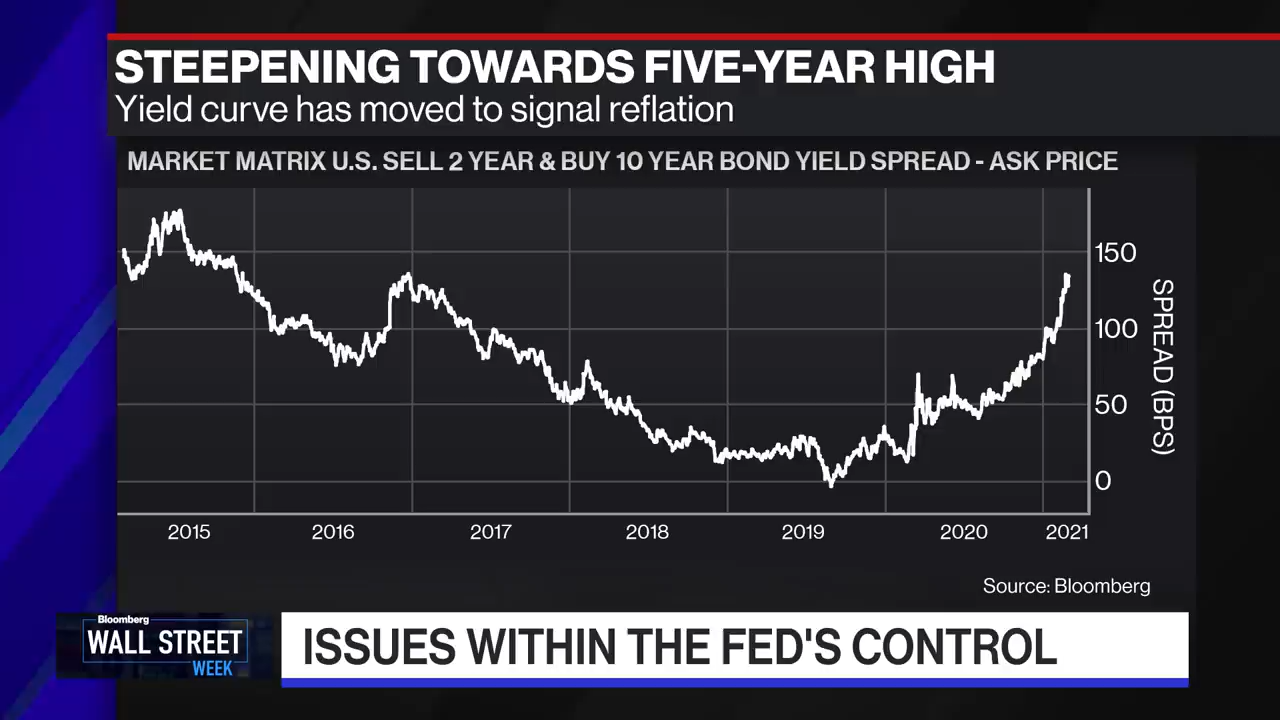 STEEPENING TOWARDS FIVE-YEAR HIGH
Yield curve has moved to signal reflation
MARKET MATRIX U.S. SELL 2 YEAR & BUY 10 YEAR BOND YIELD SPREAD - ASK PRICE
150
100
50
0
SPREAD (BPS)
2015 2016 2017 2018 2019 2020 2021
Source: Bloomberg
Bloomberg
WALL STREET
WEEK
ISSUES WITHIN THE FED'S CONTROL